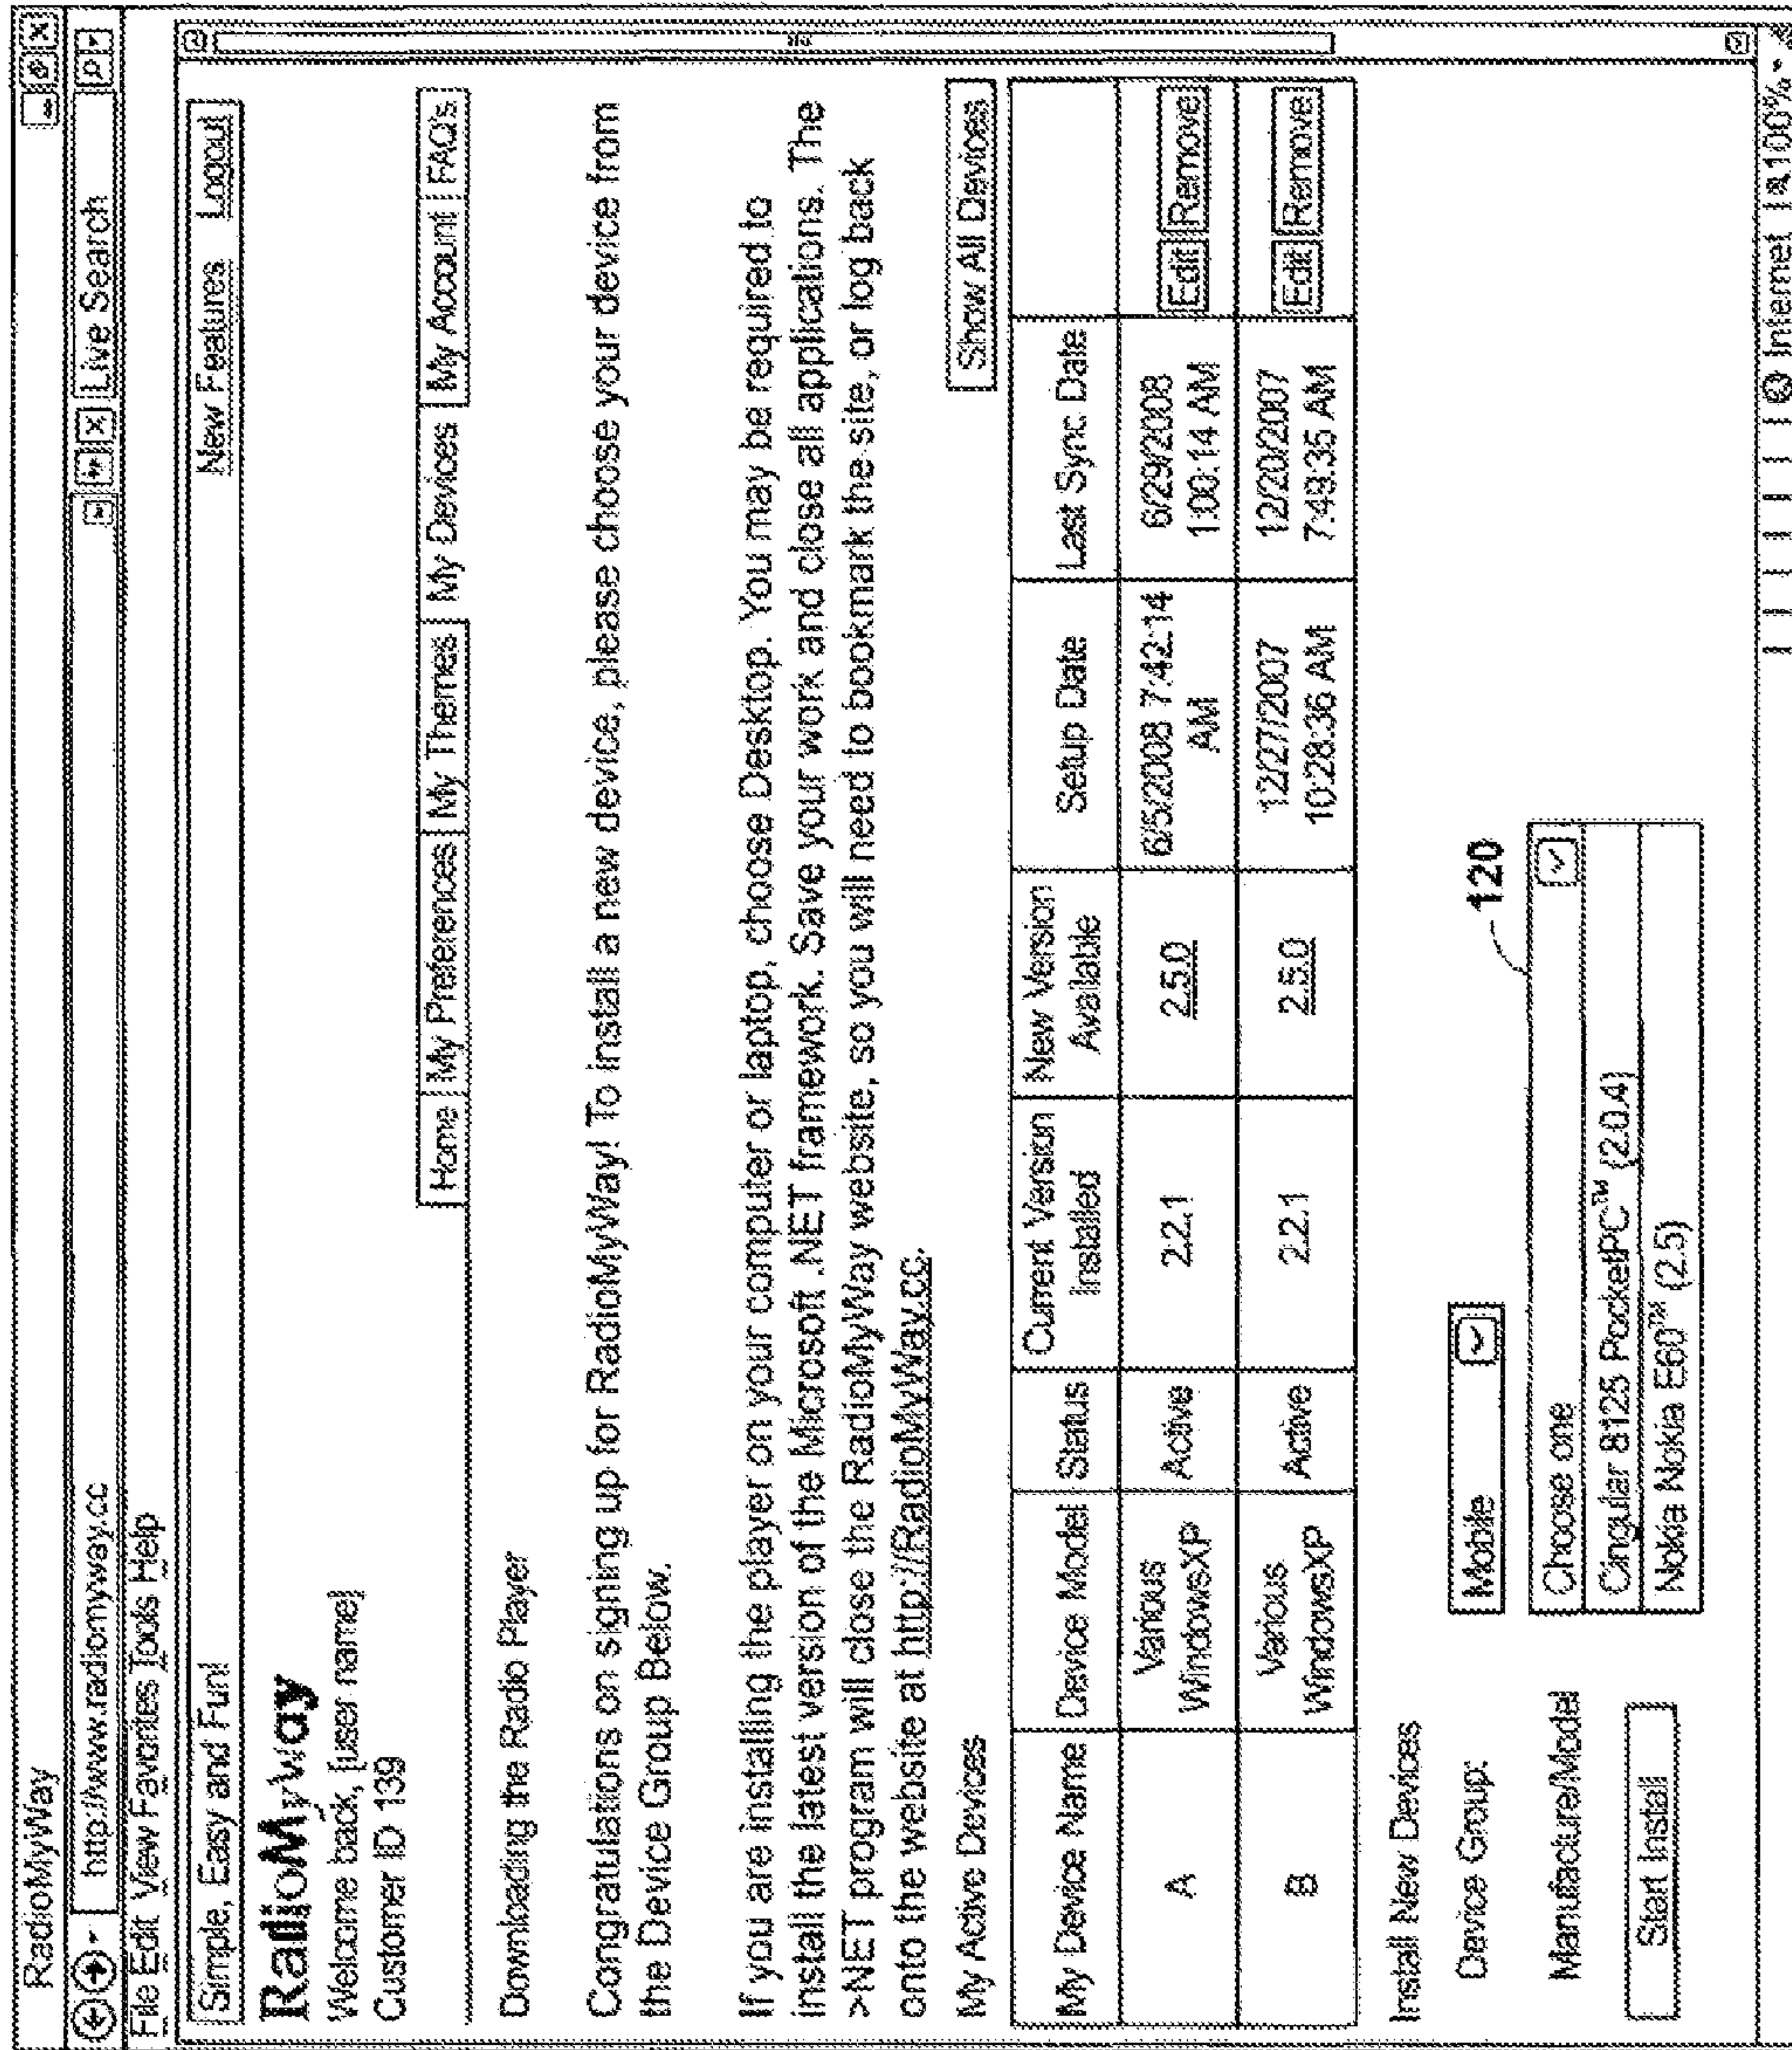 RadioMyWay
http://www.radiomyway.cc
Live Search
File Edit View Favorites Tools Help
Simple, Easy and Fun!
New Features Logout
RadioMyWay
Welcome back, [user name]
Customer ID 139
Home My Preferences My Themes My Devices My Account FAQ's
Downloading the Radio Player
Congratulations on signing up for RadioMyWay! To install a new device, please choose your device from
the Device Group Below.
If you are installing the player on your computer or laptop, choose Desktop. You may be required to
install the latest version of the Microsoft .NET framework. Save your work and close all applications. The
>NET program will close the RadioMyWay website, so you will need to bookmark the site, or log back
onto the website at http://RadioMyWay.cc.
My Active Devices
Show All Devices
My Device Name Device Model Status Current Version Installed New Version Available Setup Date Last Sync Date
A Various WindowsXP Active 2.2.1 2.5.0 6/5/2008 7:42:14 AM 6/29/2008 1:00:14 AM Edit Remove
B Various WindowsXP Active 2.2.1 2.5.0 12/27/2007 10:28:36 AM 12/20/2007 7:49:35 AM Edit Remove
Install New Devices
Device Group: Mobile
120
Manufacture/Model Choose one
Cingular 8125 PocketPC™ (2.0.4)
Nokia Nokia E60™ (2.5)
Start Install
Internet 100%